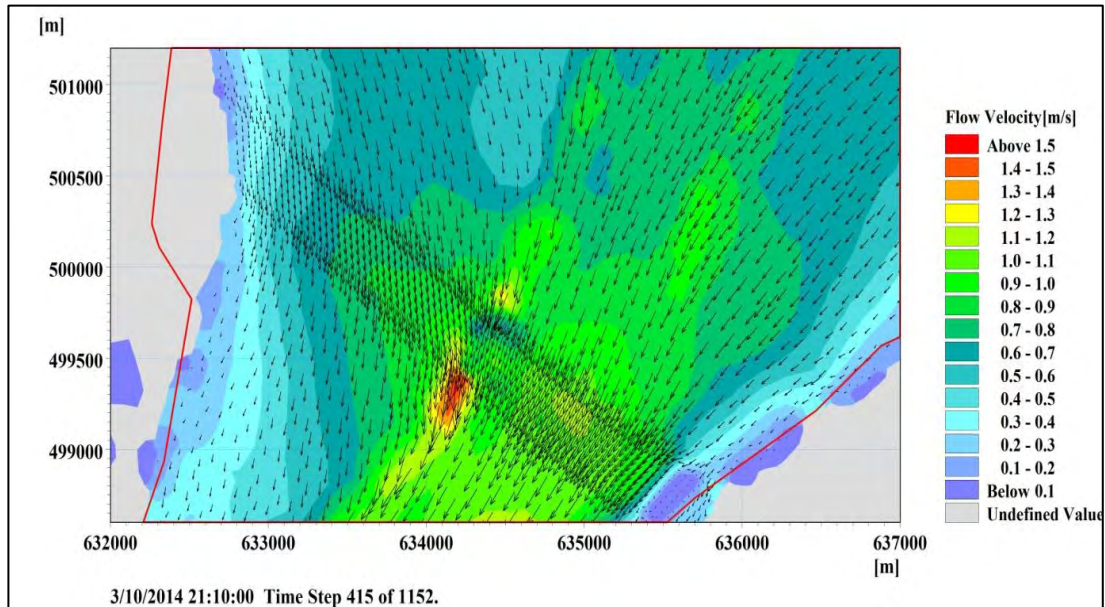 [m]
501000
500500
500000
499500
499000
632000 633000 634000 635000 636000 637000
[m]
3/10/2014 21:10:00 Time Step 415 of 1152.
Flow Velocity[m/s]
Above 1.5
1.4 - 1.5
1.3 - 1.4
1.2 - 1.3
1.1 - 1.2
1.0 - 1.1
0.9 - 1.0
0.8 - 0.9
0.7 - 0.8
0.6 - 0.7
0.5 - 0.6
0.4 - 0.5
0.3 - 0.4
0.2 - 0.3
0.1 - 0.2
Below 0.1
Undefined Value